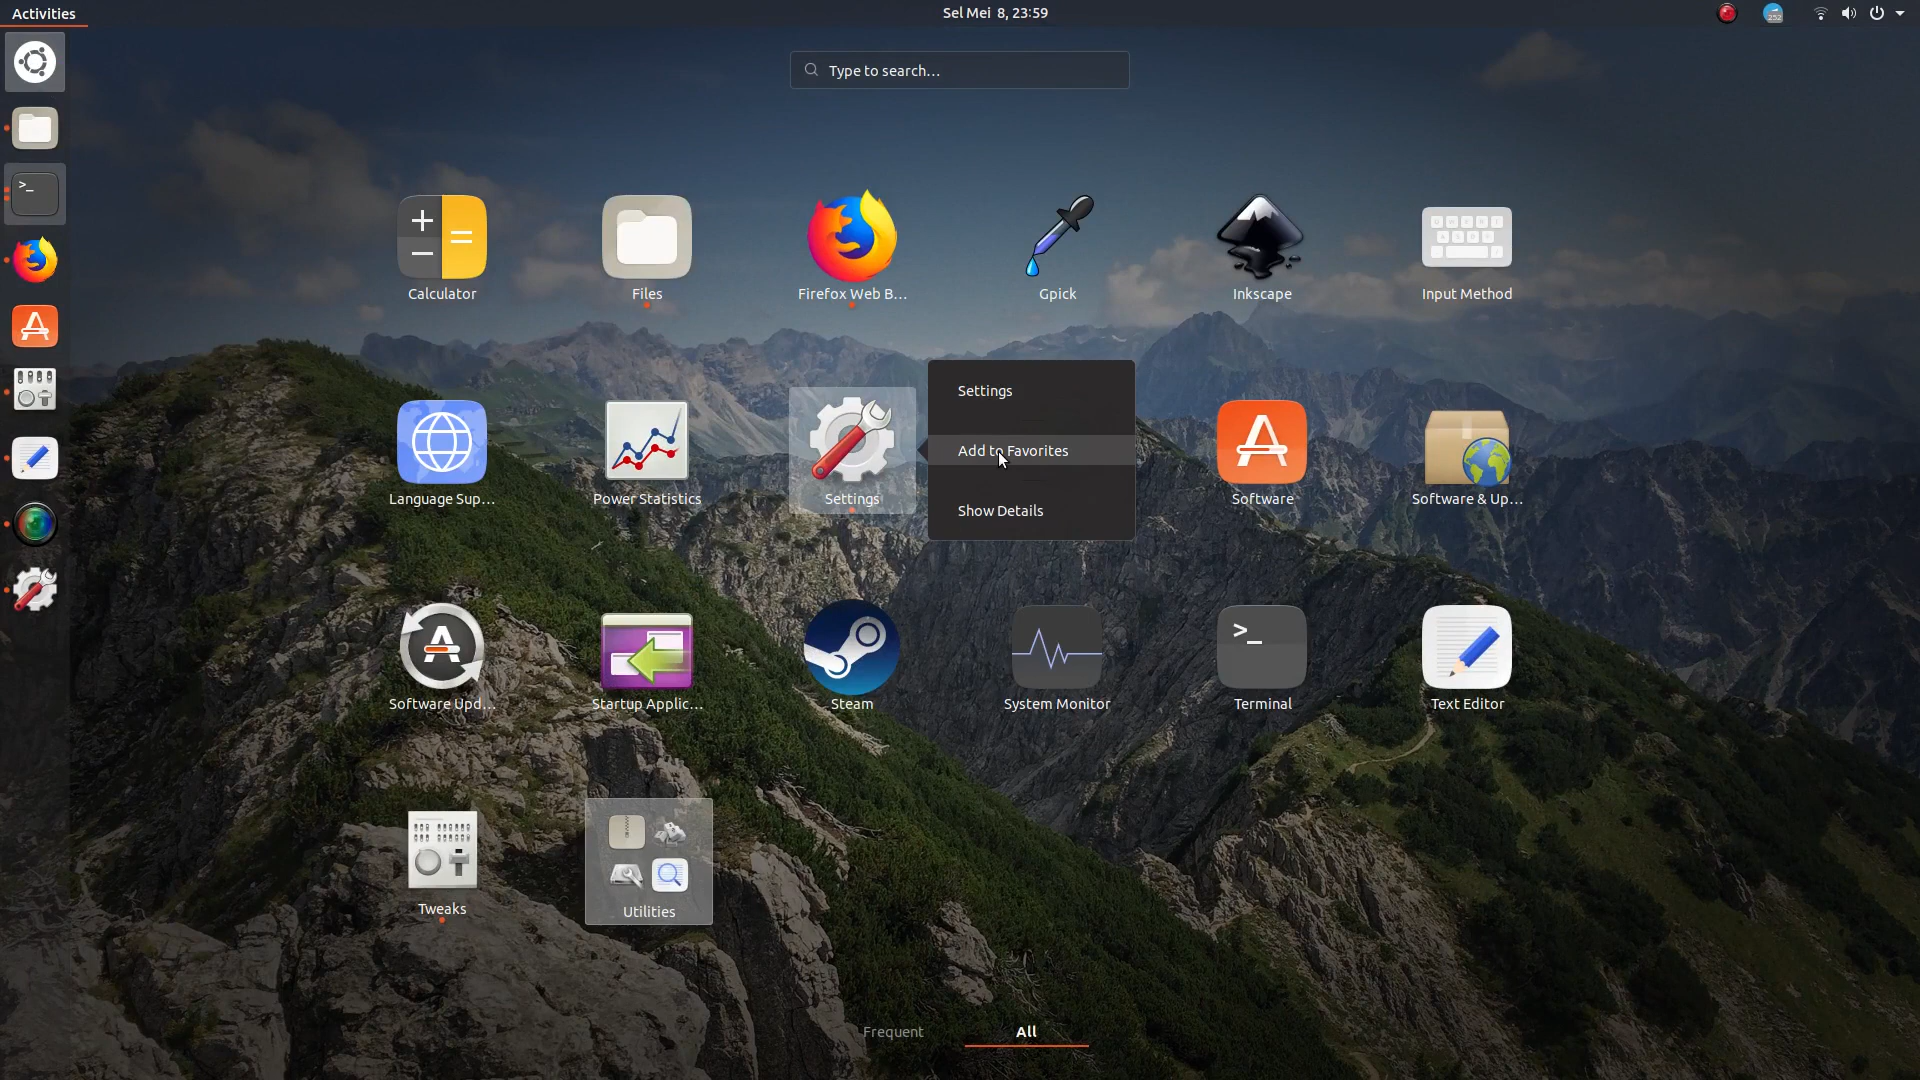 Activities
Sel Mei 8, 23:59
252
Type to search…
Calculator
Files
Firefox Web B…
Gpick
Inkscape
Input Method
Settings
Add to Favorites
Show Details
Language Sup…
Power Statistics
Settings
Software
Software & Up…
Software Upd…
Startup Applic…
Steam
System Monitor
Terminal
Text Editor
Tweaks
Utilities
Frequent
All